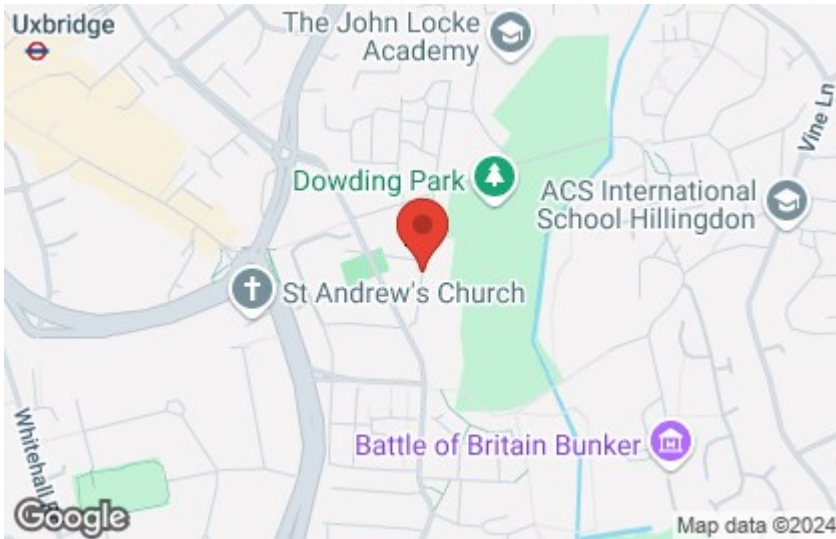 Uxbridge
The John Locke
Academy
Vine Ln
Dowding Park
ACS International
School Hillingdon
St Andrew's Church
Whitehall
Battle of Britain Bunker
Google
Map data ©2024